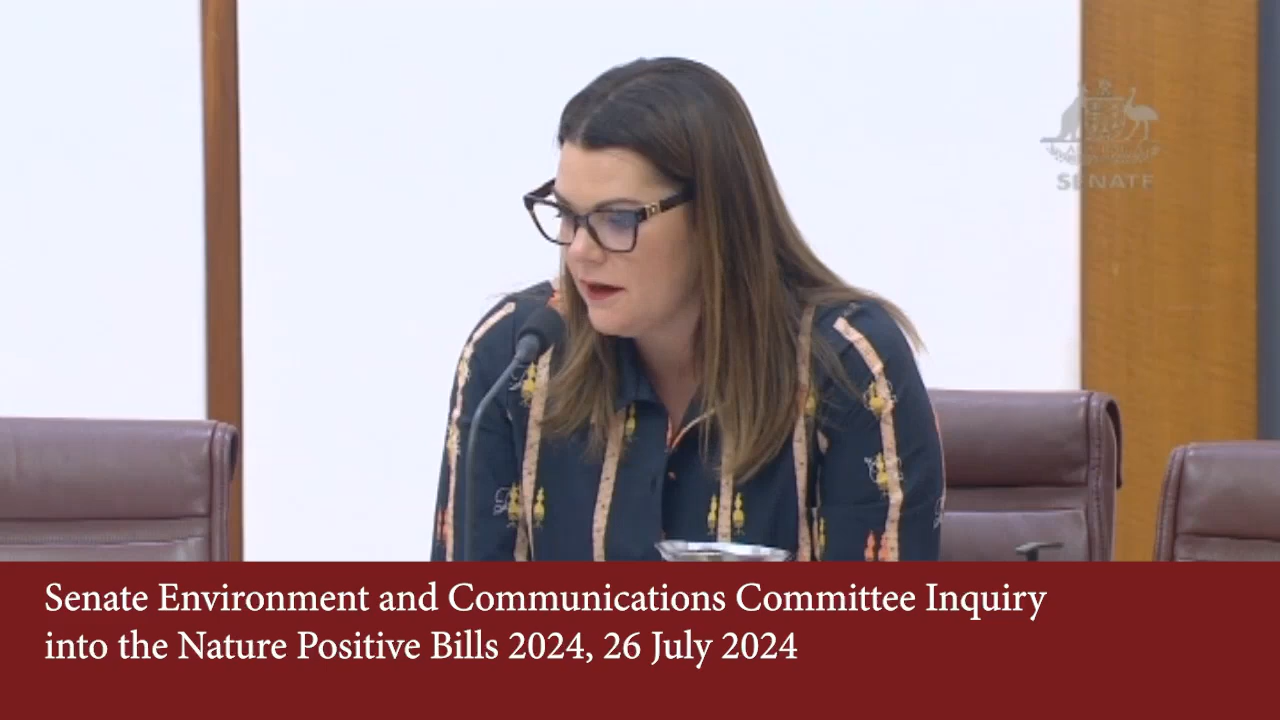 SENATE
Senate Environment and Communications Committee Inquiry
into the Nature Positive Bills 2024, 26 July 2024